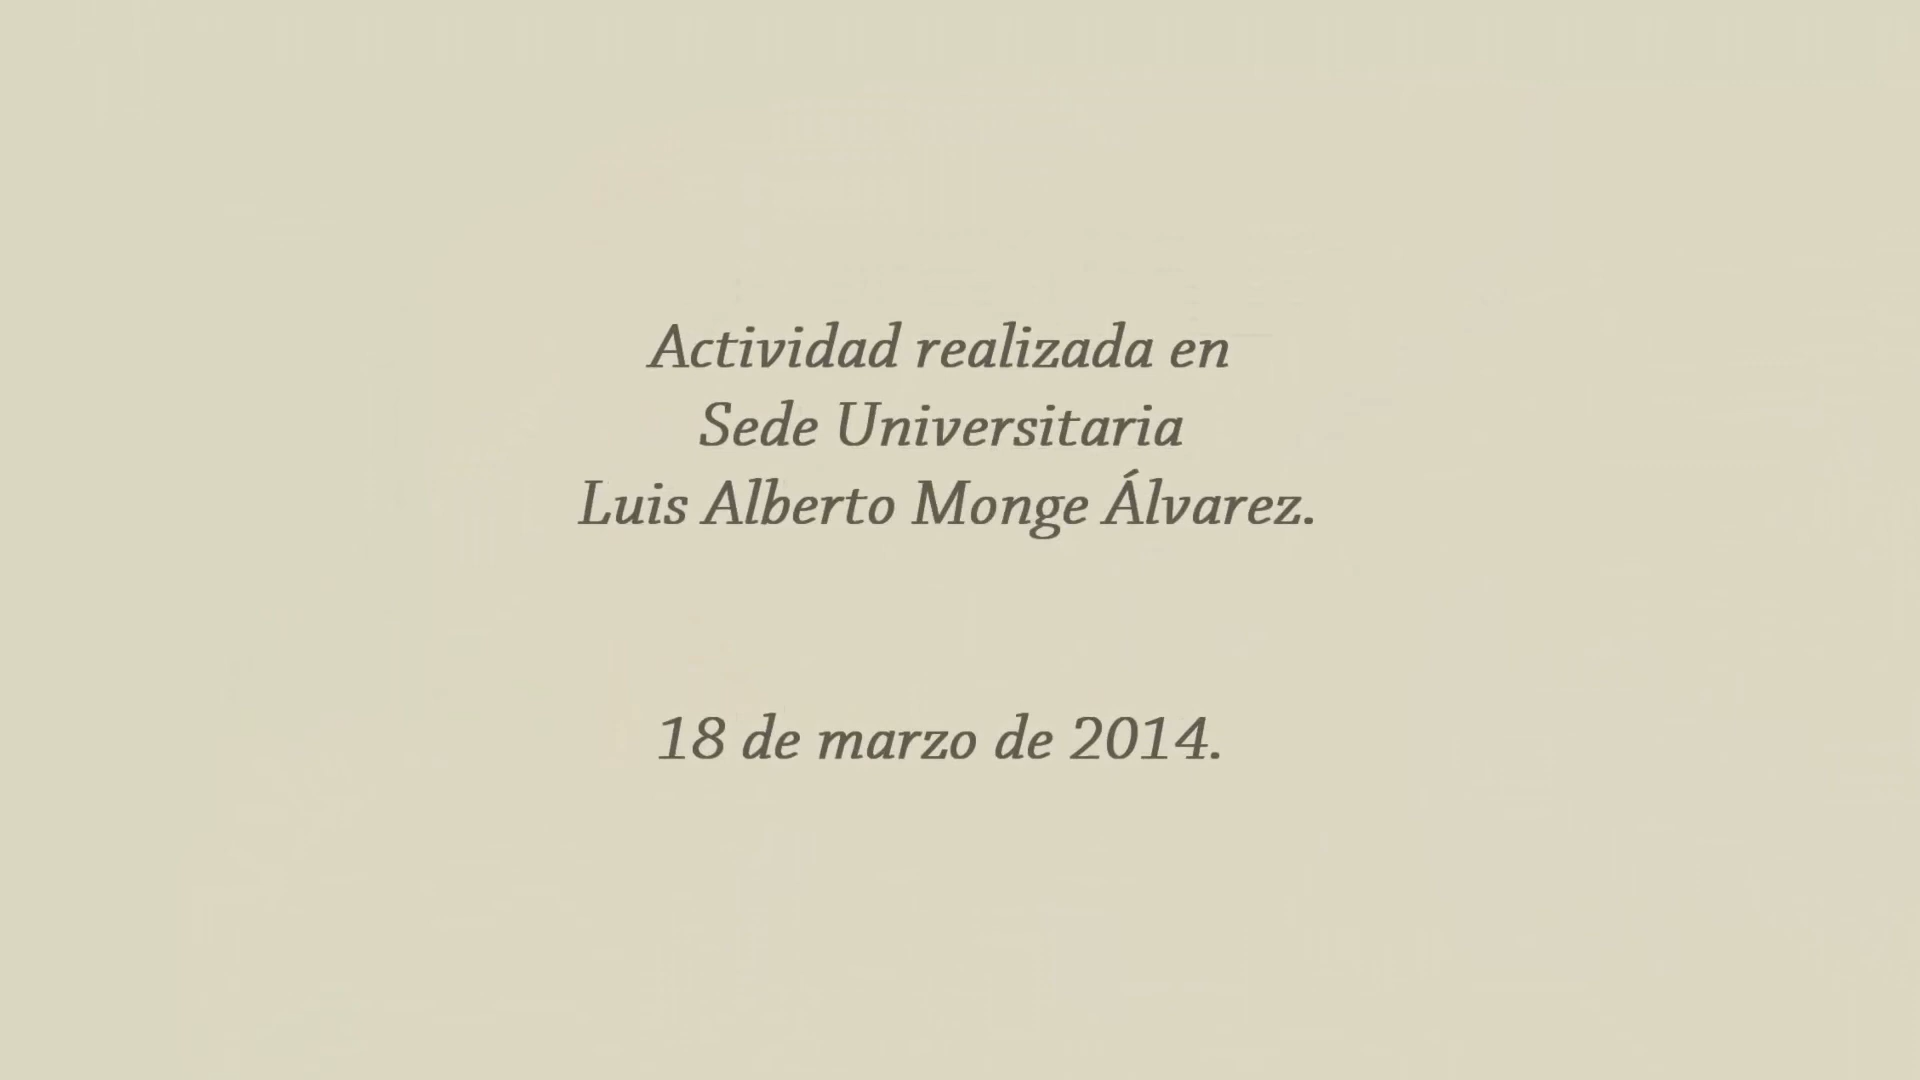 Actividad realizada en
Sede Universitaria
Luis Alberto Monge Álvarez.
18 de marzo de 2014.